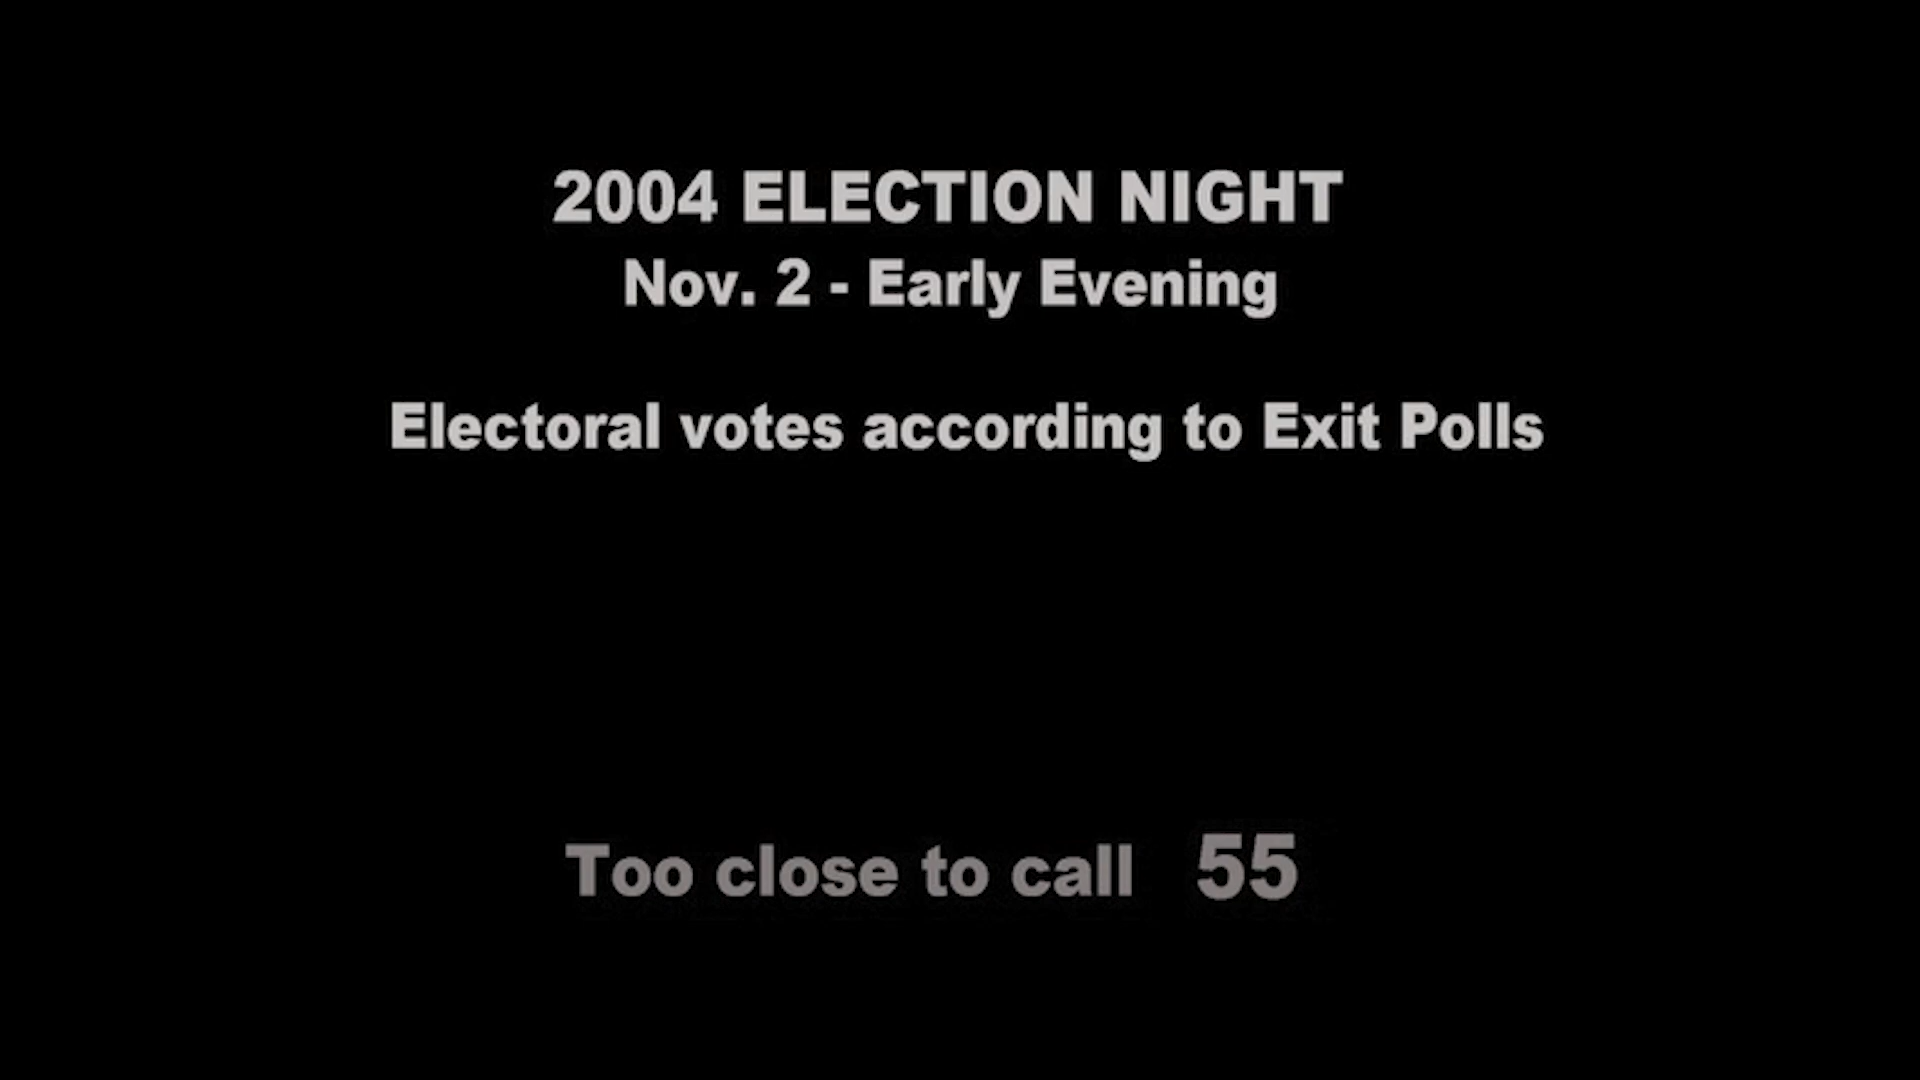 2004 ELECTION NIGHT
Nov. 2 - Early Evening
Electoral votes according to Exit Polls
Too close to call 55